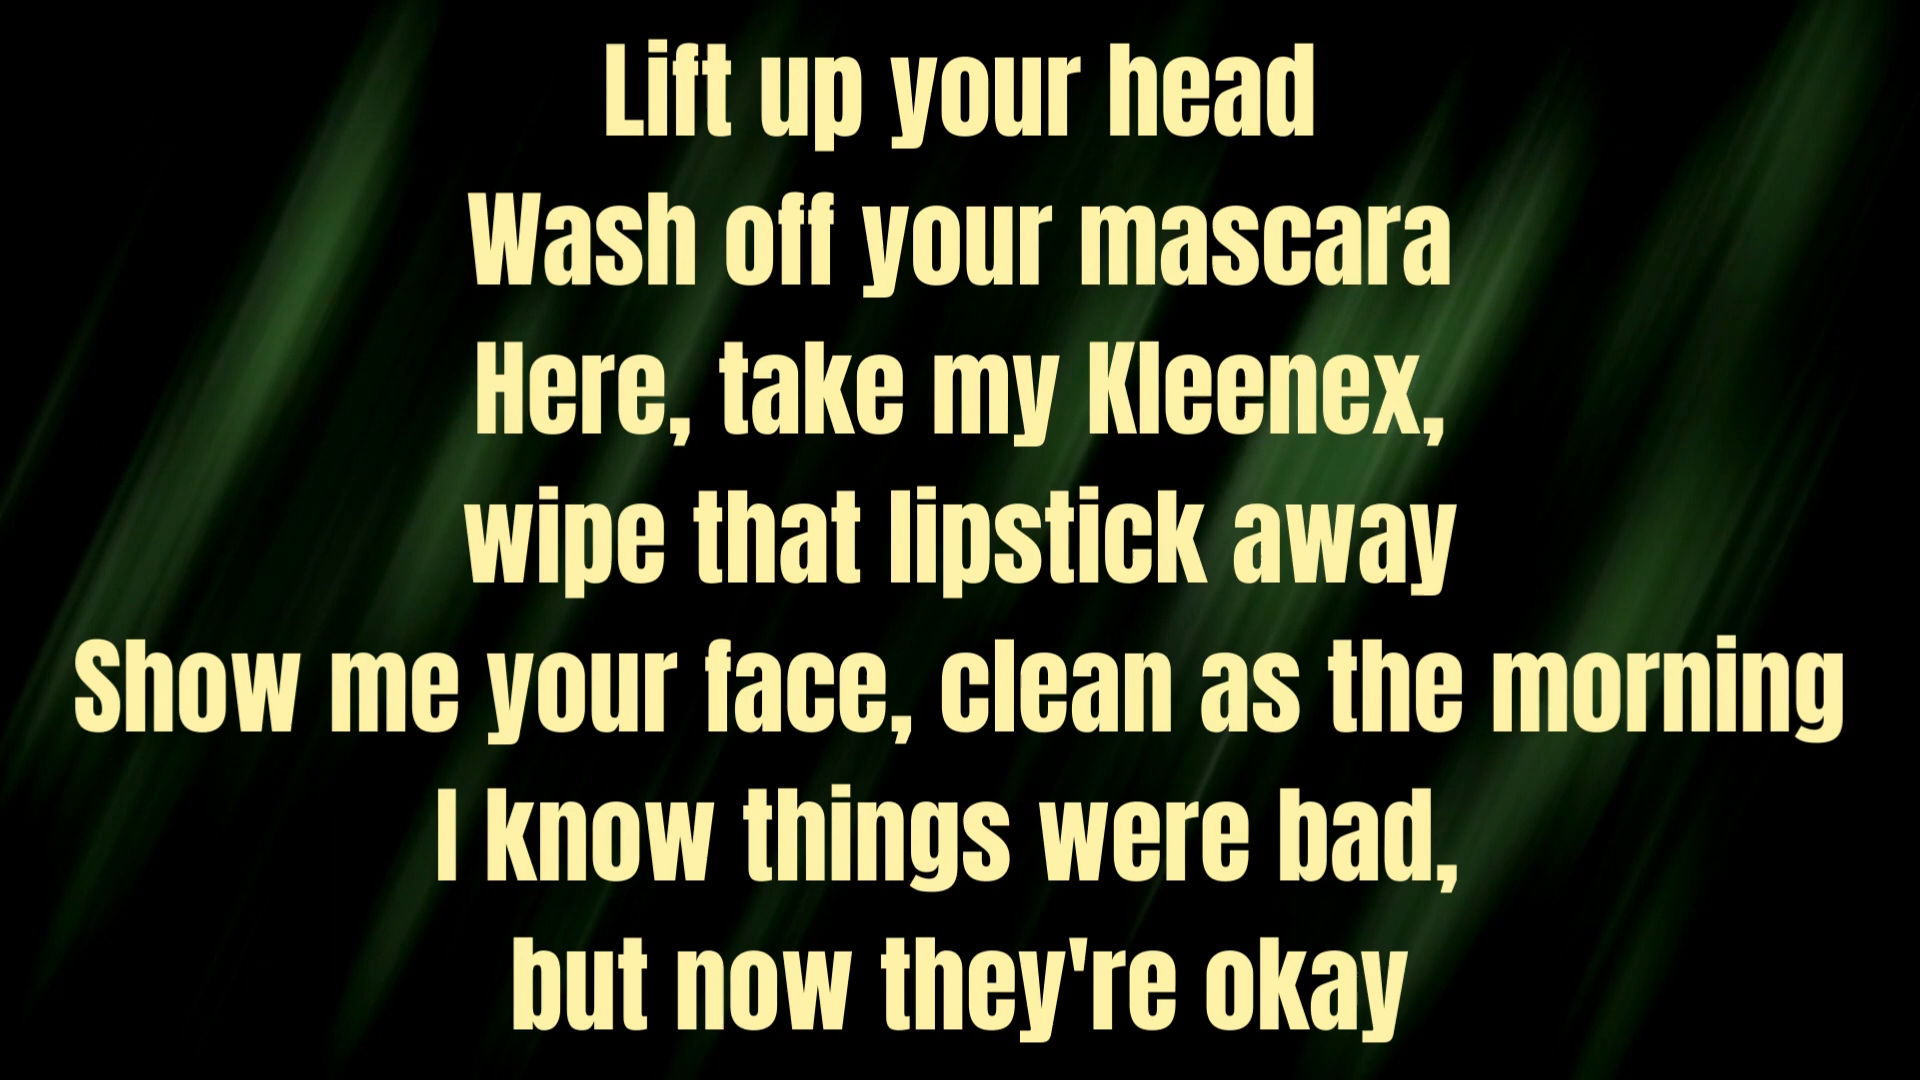 Lift up your head
Wash off your mascara
Here, take my Kleenex,
wipe that lipstick away
Show me your face, clean as the morning
I know things were bad,
but now they're okay